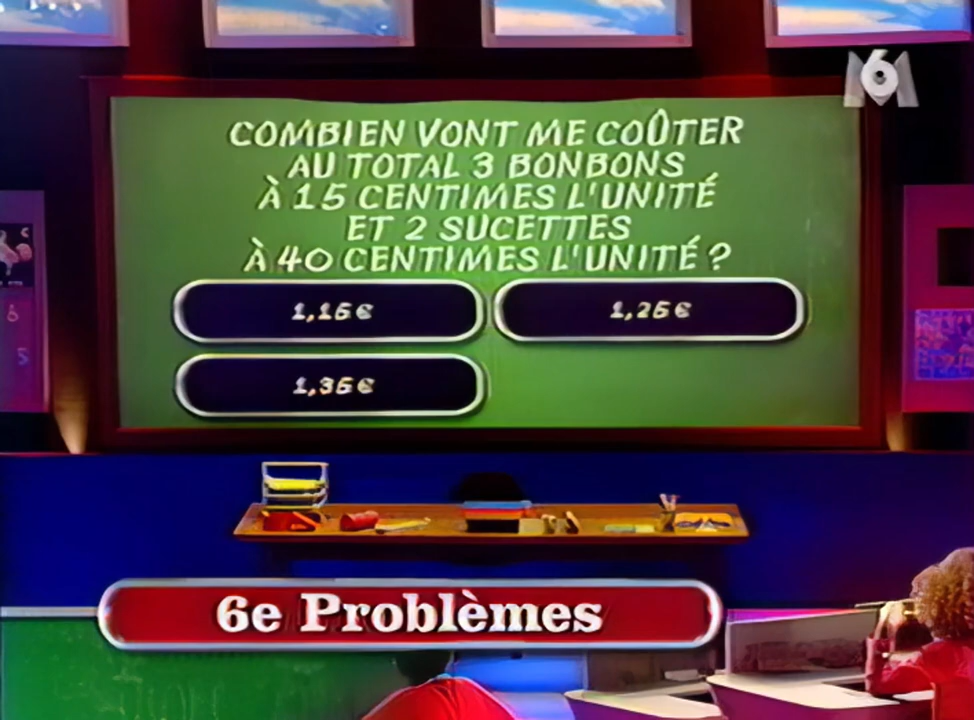 M6
COMBIEN VONT ME COÛTER
AU TOTAL 3 BONBONS
À 15 CENTIMES L'UNITÉ
ET 2 SUCETTES
À 40 CENTIMES L'UNITÉ ?
1,15€
1,25€
1,35€
6e Problèmes